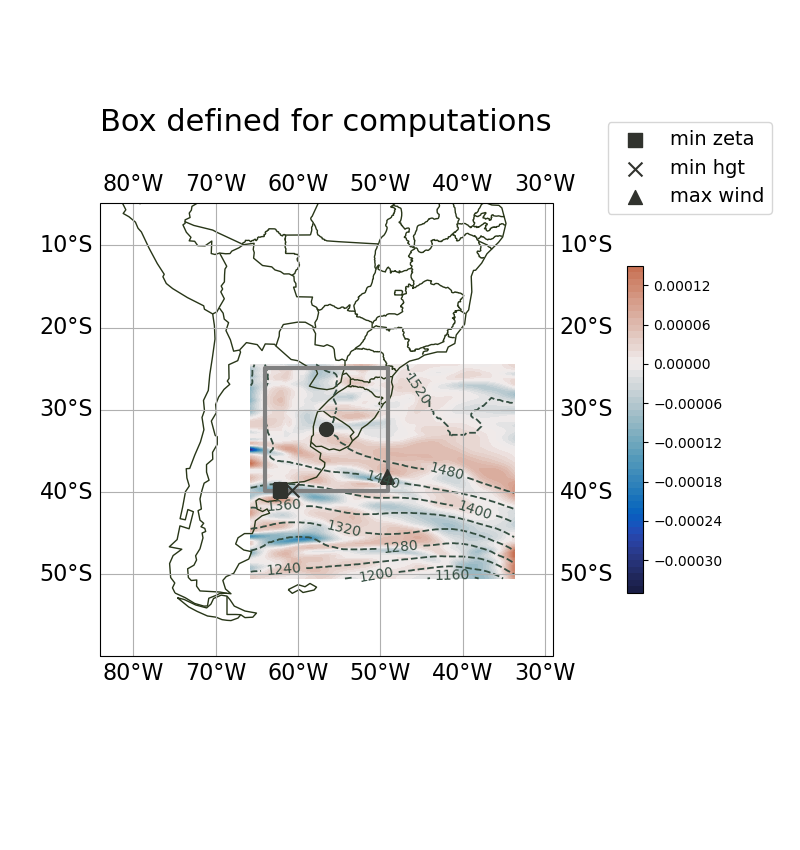 Box defined for computations
min zeta
min hgt
max wind
80°W 70°W 60°W 50°W 40°W 30°W
10°S 10°S
20°S 20°S
30°S 30°S
40°S 40°S
50°S 50°S
1520
1480
1400
1360
1320
1280
1240
1200
1160
80°W 70°W 60°W 50°W 40°W 30°W
0.00012
0.00006
0.00000
−0.00006
−0.00012
−0.00018
−0.00024
−0.00030